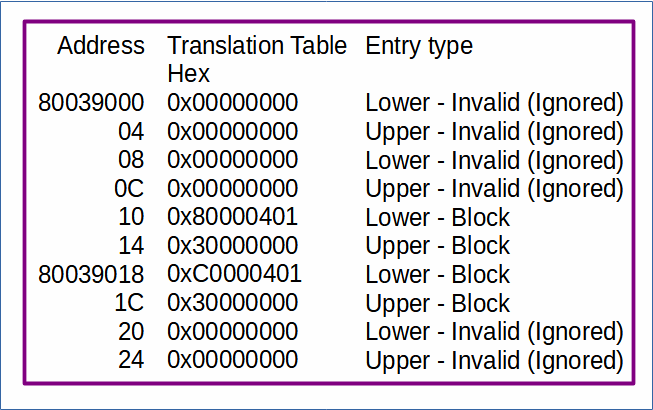 Address Translation Table Entry type
Hex
80039000 0x00000000 Lower - Invalid (Ignored)
04 0x00000000 Upper - Invalid (Ignored)
08 0x00000000 Lower - Invalid (Ignored)
0C 0x00000000 Upper - Invalid (Ignored)
10 0x80000401 Lower - Block
14 0x30000000 Upper - Block
80039018 0xC0000401 Lower - Block
1C 0x30000000 Upper - Block
20 0x00000000 Lower - Invalid (Ignored)
24 0x00000000 Upper - Invalid (Ignored)